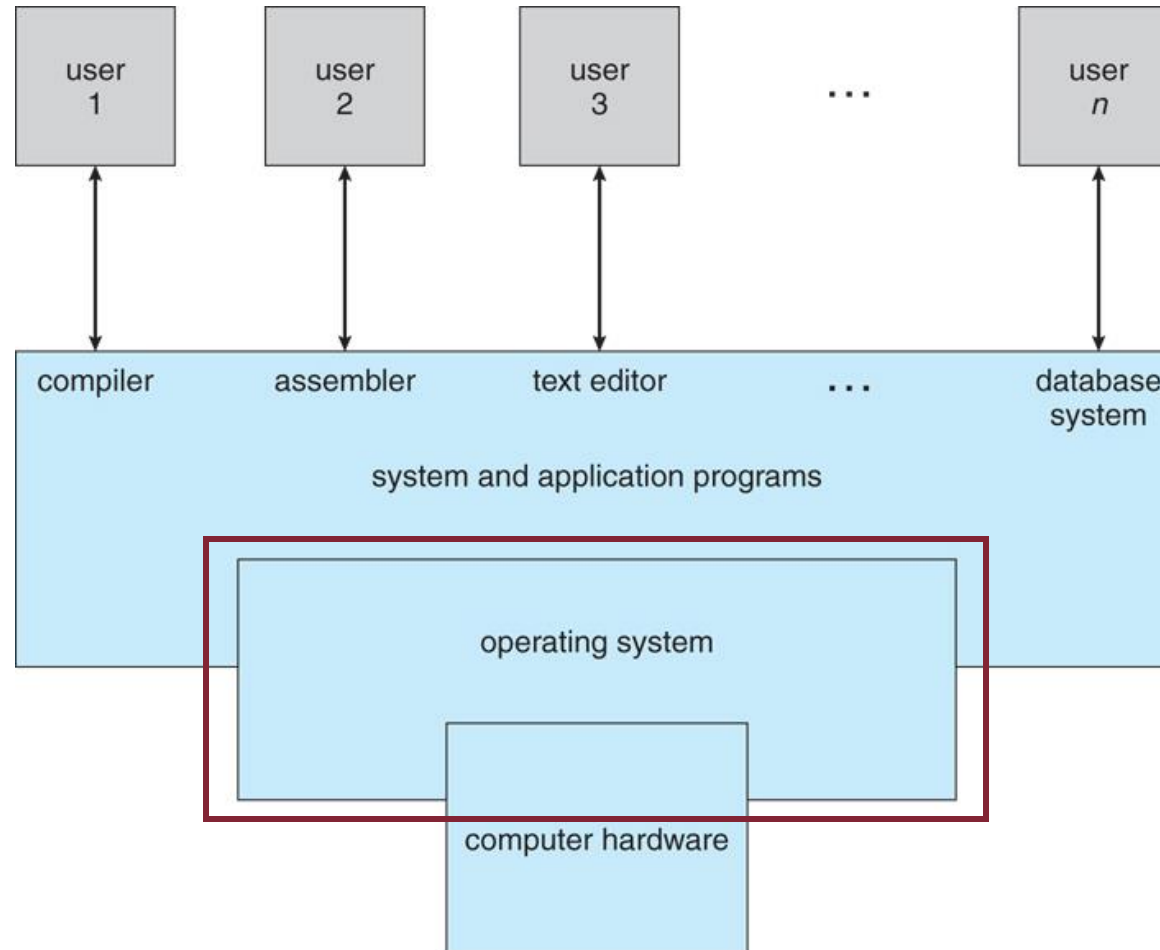 user
1
user
2
user
3
...
user
n
compiler
assembler
text editor
...
database
system
system and application programs
operating system
computer hardware